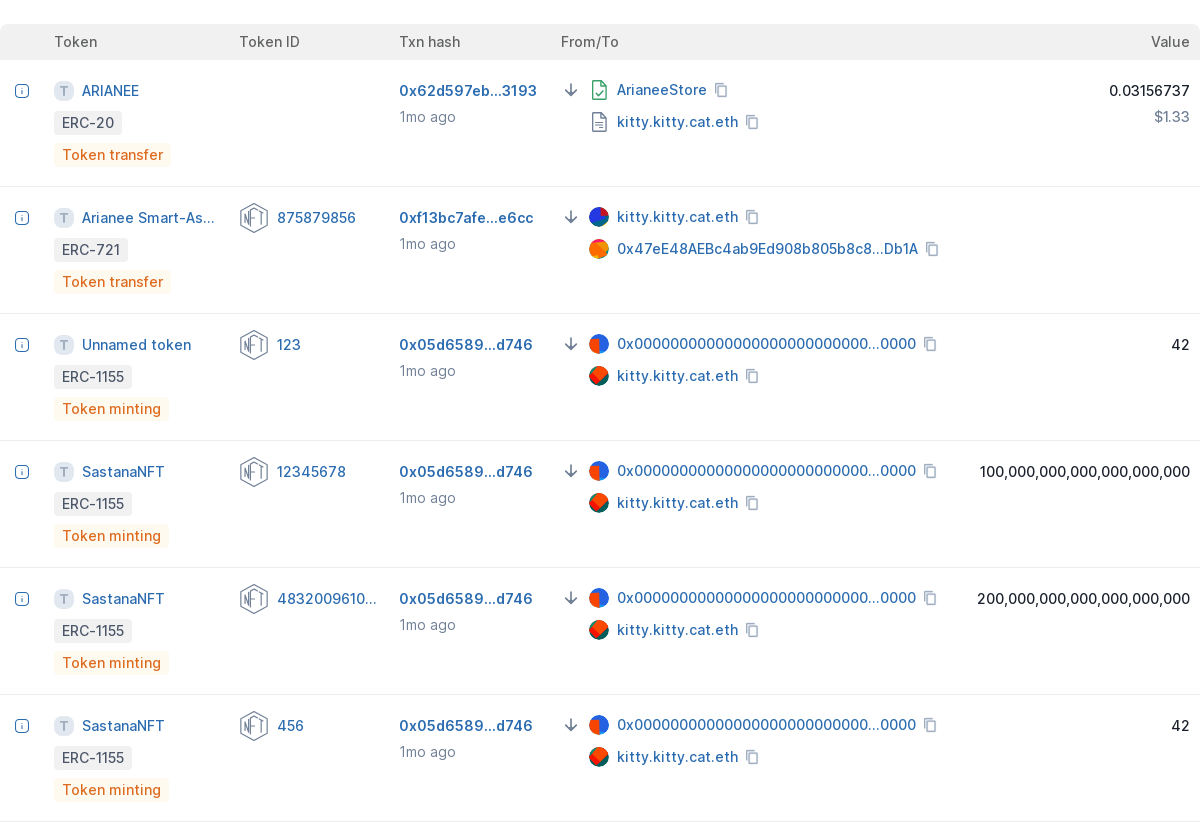 Token Token ID Txn hash From/To Value
T ARIANEE 0x62d597eb...3193 ArianeeStore 0.03156737
1mo ago $1.33
ERC-20 kitty.kitty.cat.eth
Token transfer
T Arianee Smart-As... NFT 875879856 0xf13bc7afe...e6cc kitty.kitty.cat.eth
1mo ago
ERC-721 0x47eE48AEBc4ab9Ed908b805b8c8...Db1A
Token transfer
T Unnamed token NFT 123 0x05d6589...d746 0x00000000000000000000000000...0000 42
1mo ago
ERC-1155 kitty.kitty.cat.eth
Token minting
T SastanaNFT NFT 12345678 0x05d6589...d746 0x00000000000000000000000000...0000 100,000,000,000,000,000,000
1mo ago
ERC-1155 kitty.kitty.cat.eth
Token minting
T SastanaNFT NFT 4832009610... 0x05d6589...d746 0x00000000000000000000000000...0000 200,000,000,000,000,000,000
1mo ago
ERC-1155 kitty.kitty.cat.eth
Token minting
T SastanaNFT NFT 456 0x05d6589...d746 0x00000000000000000000000000...0000 42
1mo ago
ERC-1155 kitty.kitty.cat.eth
Token minting